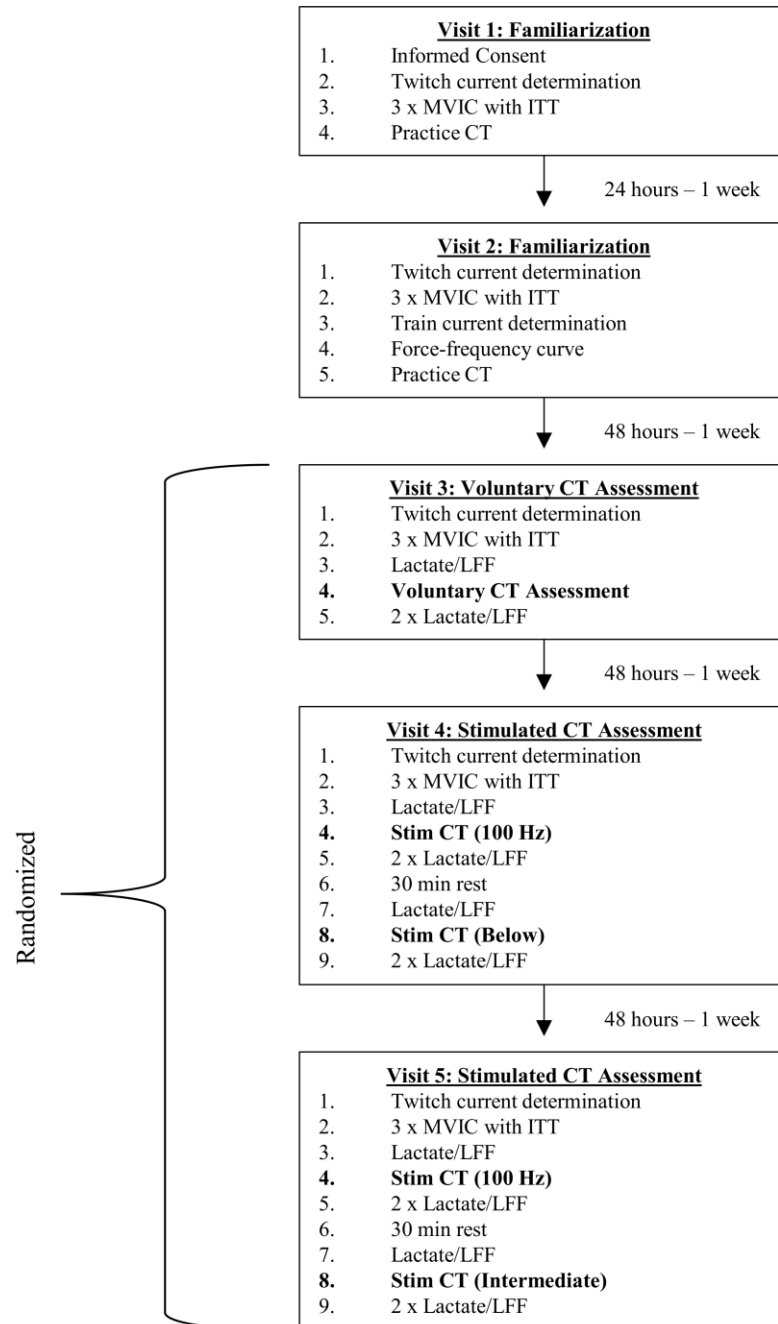 Visit 1: Familiarization
1. Informed Consent
2. Twitch current determination
3. 3 x MVIC with ITT
4. Practice CT
24 hours – 1 week
Visit 2: Familiarization
1. Twitch current determination
2. 3 x MVIC with ITT
3. Train current determination
4. Force-frequency curve
5. Practice CT
48 hours – 1 week
Randomized
Visit 3: Voluntary CT Assessment
1. Twitch current determination
2. 3 x MVIC with ITT
3. Lactate/LFF
4. Voluntary CT Assessment
5. 2 x Lactate/LFF
48 hours – 1 week
Visit 4: Stimulated CT Assessment
1. Twitch current determination
2. 3 x MVIC with ITT
3. Lactate/LFF
4. Stim CT (100 Hz)
5. 2 x Lactate/LFF
6. 30 min rest
7. Lactate/LFF
8. Stim CT (Below)
9. 2 x Lactate/LFF
48 hours – 1 week
Visit 5: Stimulated CT Assessment
1. Twitch current determination
2. 3 x MVIC with ITT
3. Lactate/LFF
4. Stim CT (100 Hz)
5. 2 x Lactate/LFF
6. 30 min rest
7. Lactate/LFF
8. Stim CT (Intermediate)
9. 2 x Lactate/LFF